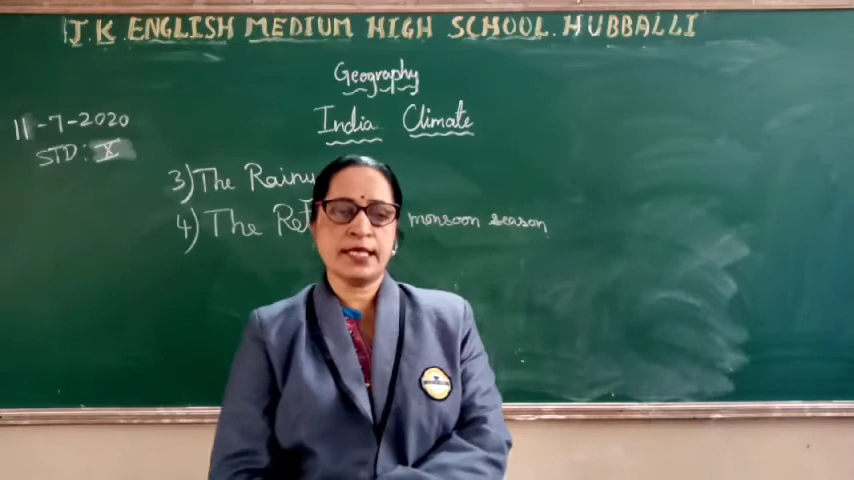 J.K. ENGLISH MEDIUM HIGH SCHOOL. HUBBALLI
Geography
India Climate
11-7-2020
STD: X
3) The Rainy
4) The Ret monsoon season